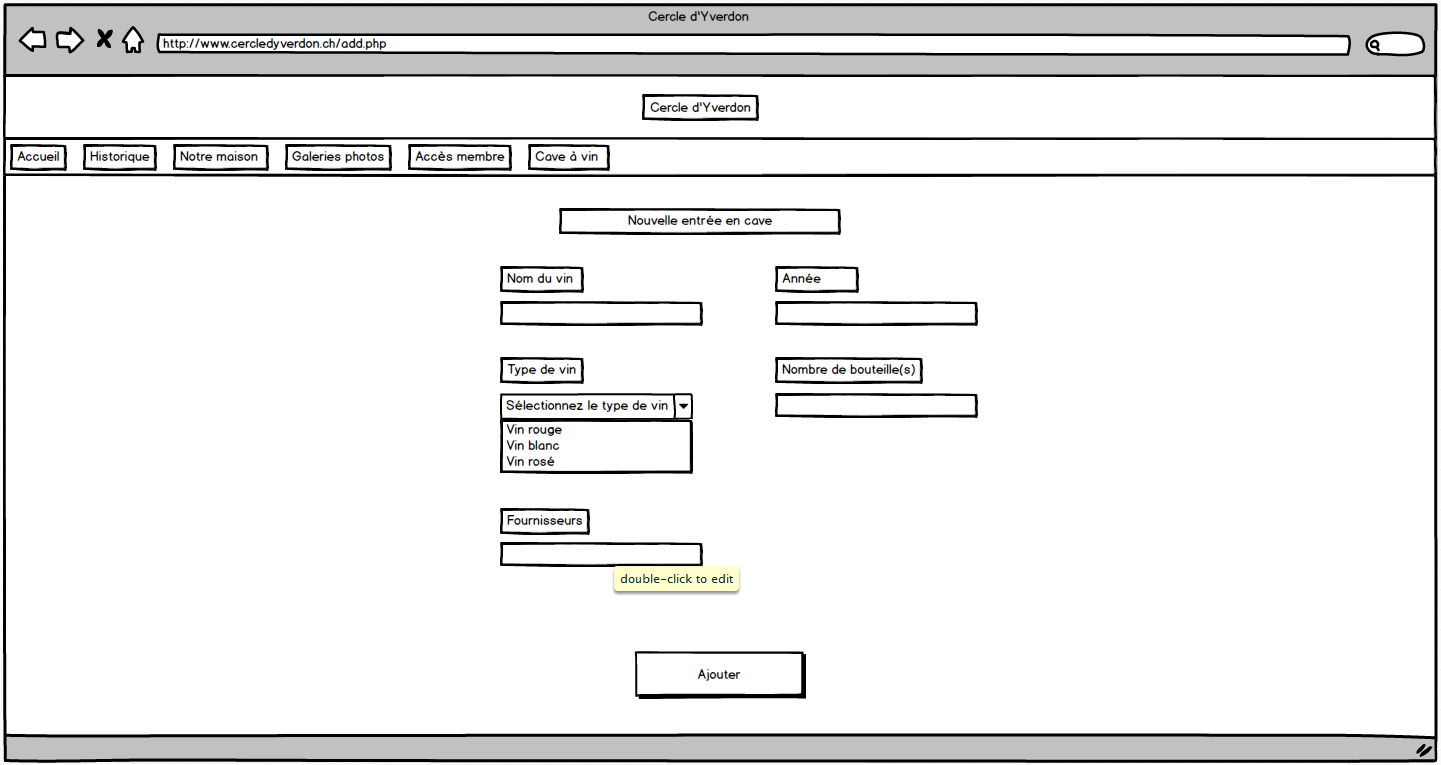 Cercle d'Yverdon
http://www.cercledyverdon.ch/add.php
Cercle d'Yverdon
Accueil Historique Notre maison Galeries photos Accès membre Cave à vin
Nouvelle entrée en cave
Nom du vin Année
Type de vin Nombre de bouteille(s)
Sélectionnez le type de vin
Vin rouge
Vin blanc
Vin rosé
Fournisseurs
double-click to edit
Ajouter